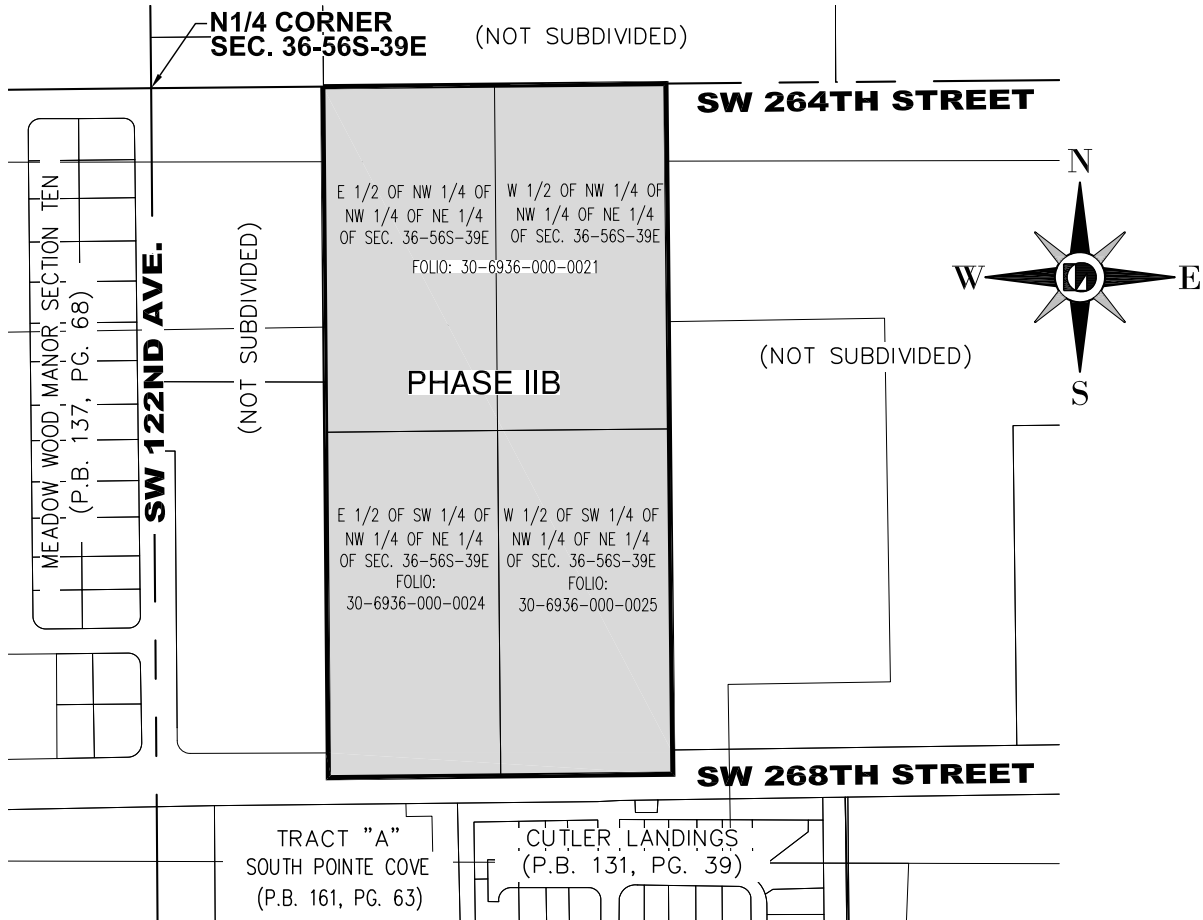 N1/4 CORNER
SEC. 36-56S-39E
(NOT SUBDIVIDED)
SW 264TH STREET
MEADOW WOOD MANOR SECTION TEN
(P.B. 137, PG. 68)
SW 122ND AVE.
(NOT SUBDIVIDED)
E 1/2 OF NW 1/4 OF
NW 1/4 OF NE 1/4
OF SEC. 36-56S-39E
W 1/2 OF NW 1/4 OF
NW 1/4 OF NE 1/4
OF SEC. 36-56S-39E
FOLIO: 30-6936-000-0021
PHASE IIB
(NOT SUBDIVIDED)
N
W
E
S
E 1/2 OF SW 1/4 OF
NW 1/4 OF NE 1/4
OF SEC. 36-56S-39E
FOLIO:
30-6936-000-0024
W 1/2 OF SW 1/4 OF
NW 1/4 OF NE 1/4
OF SEC. 36-56S-39E
FOLIO:
30-6936-000-0025
SW 268TH STREET
TRACT "A"
SOUTH POINTE COVE
(P.B. 161, PG. 63)
CUTLER LANDINGS
(P.B. 131, PG. 39)